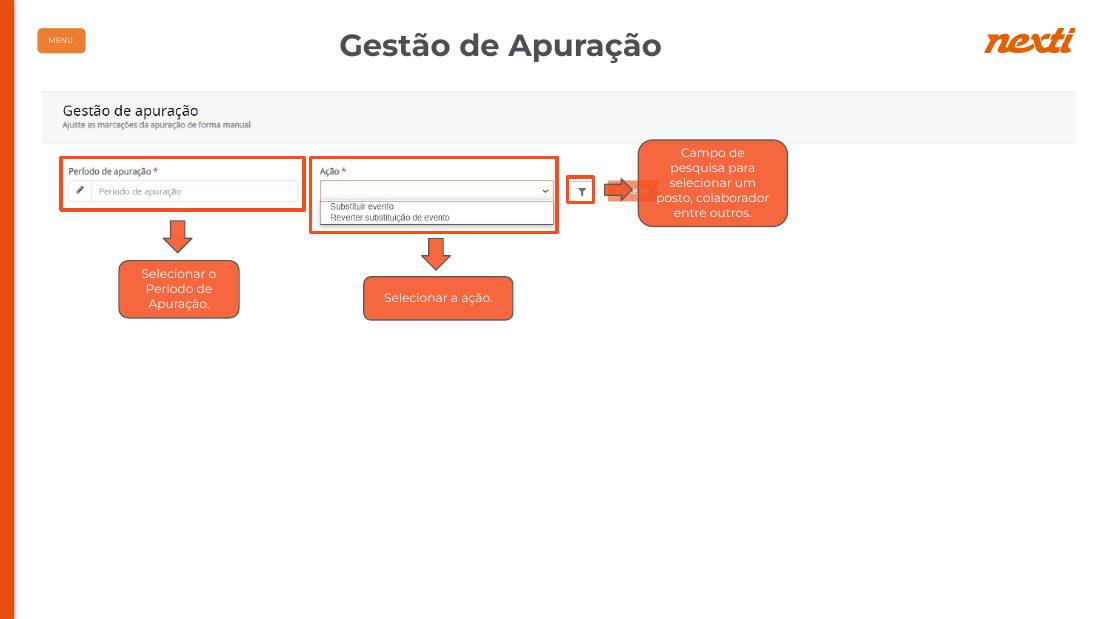 MENU
Gestão de Apuração
nexti
Gestão de apuração
Ajuste as marcações da apuração de forma manual
Período de apuração *
Período de apuração
Ação *
Substituir evento
Reverter substituição de evento
Campo de
pesquisa para
selecionar um
posto, colaborador
entre outros.
Selecionar o
Período de
Apuração.
Selecionar a ação.